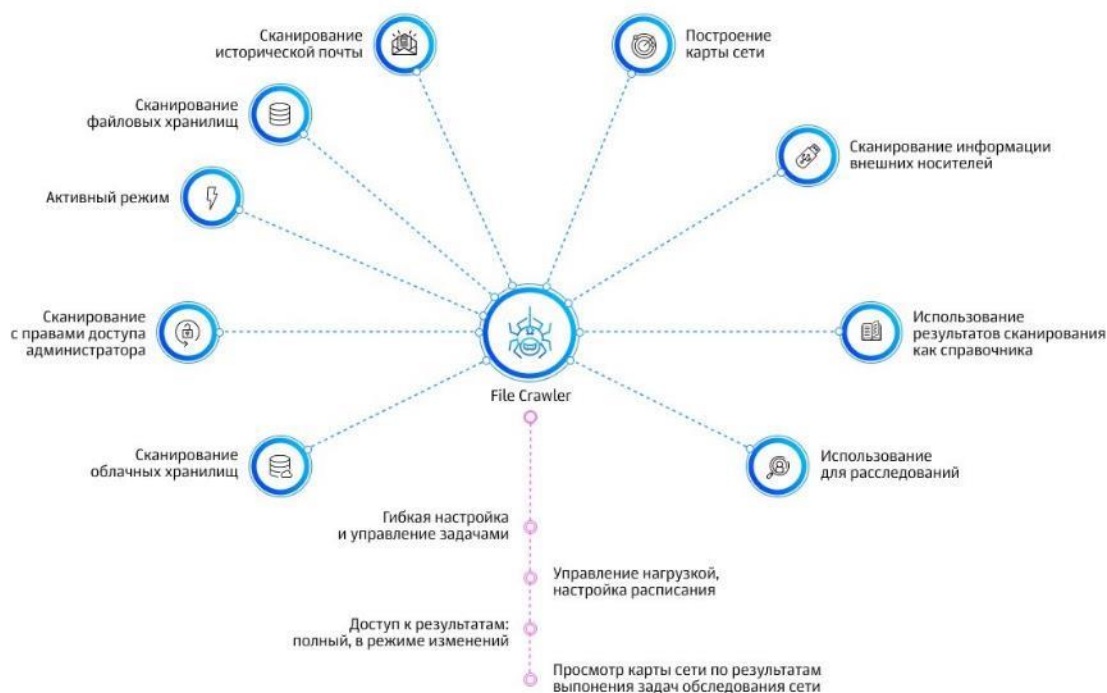 Сканирование
исторической почты
Построение
карты сети
Сканирование
файловых хранилищ
Сканирование информации
внешних носителей
Активный режим
Сканирование
с правами доступа
администратора
Использование
результатов сканирования
как справочника
File Crawler
Сканирование
облачных хранилищ
Использование
для расследований
Гибкая настройка
и управление задачами
Управление нагрузкой,
настройка расписания
Доступ к результатам:
полный, в режиме изменений
Просмотр карты сети по результатам
выпонения задач обследования сети